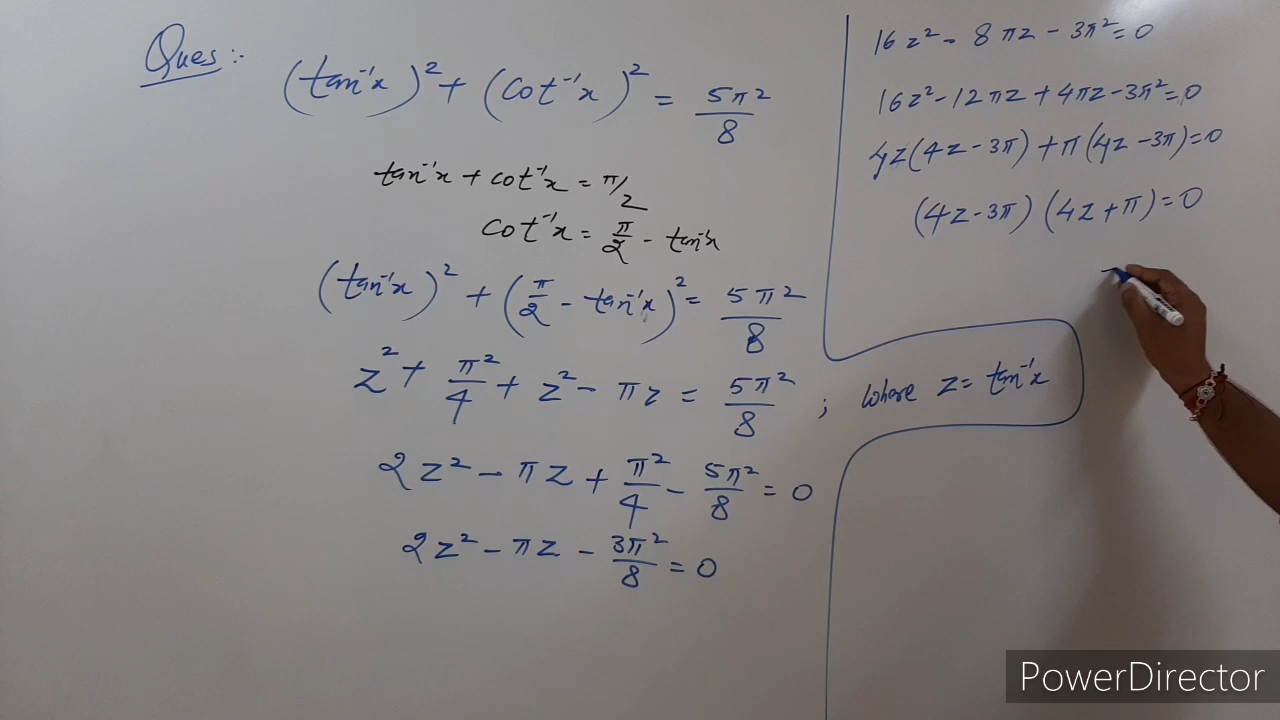 Ques :-
(tan⁻¹x)² + (cot⁻¹x)² = 5π²/8
tan⁻¹x + cot⁻¹x = π/2
cot⁻¹x = π/2 - tan⁻¹x
(tan⁻¹x)² + (π/2 - tan⁻¹x)² = 5π²/8
z² + π²/4 + z² - πz = 5π²/8 ; where z = tan⁻¹x
2z² - πz + π²/4 - 5π²/8 = 0
2z² - πz - 3π²/8 = 0
16z² - 8πz - 3π² = 0
16z² - 12πz + 4πz - 3π² = 0
4z(4z - 3π) + π(4z - 3π) = 0
(4z - 3π) (4z + π) = 0
PowerDirector